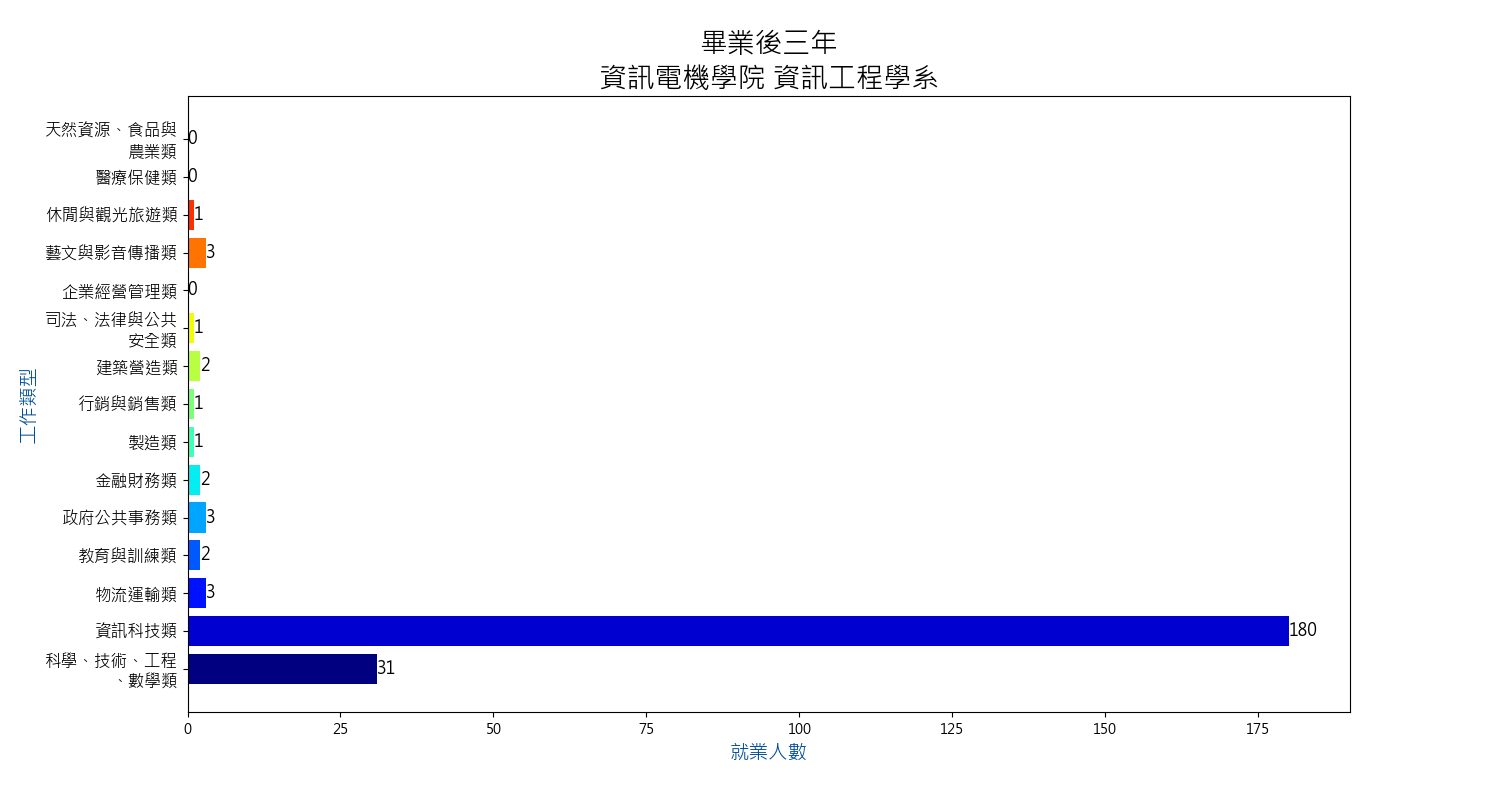 畢業後三年
資訊電機學院 資訊工程學系
工作類型
天然資源、食品與
農業類
0
醫療保健類
0
休閒與觀光旅遊類
1
藝文與影音傳播類
3
企業經營管理類
0
司法、法律與公共
安全類
1
建築營造類
2
行銷與銷售類
1
製造類
1
金融財務類
2
政府公共事務類
3
教育與訓練類
2
物流運輸類
3
資訊科技類
180
科學、技術、工程
、數學類
31
0 25 50 75 100 125 150 175
就業人數